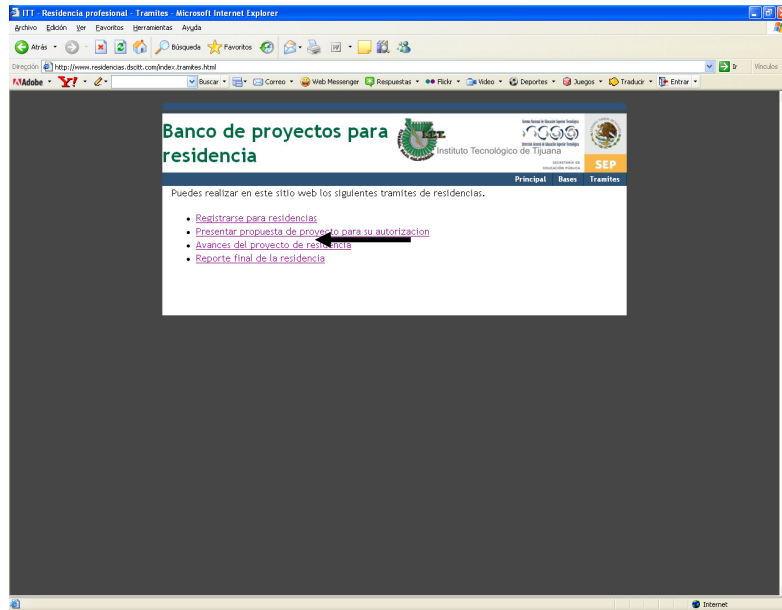 ITT - Residencia profesional - Tramites - Microsoft Internet Explorer
Archivo Edición Ver Favoritos Herramientas Ayuda
Atrás Búsqueda Favoritos
Dirección http://www.residencias.dscitt.com/index.tramites.html Ir Vínculos
Adobe Y! Buscar Correo Web Messenger Respuestas Flickr Video Deportes Juegos Traducir Entrar
Banco de proyectos para residencia
I.T.T.
Instituto Tecnológico de Tijuana
SECRETARÍA DE
EDUCACIÓN PÚBLICA
SEP
Principal Bases Tramites
Puedes realizar en este sitio web los siguientes tramites de residencias.
Registrarse para residencias
Presentar propuesta de proyecto para su autorizacion
Avances del proyecto de residencia
Reporte final de la residencia
Internet